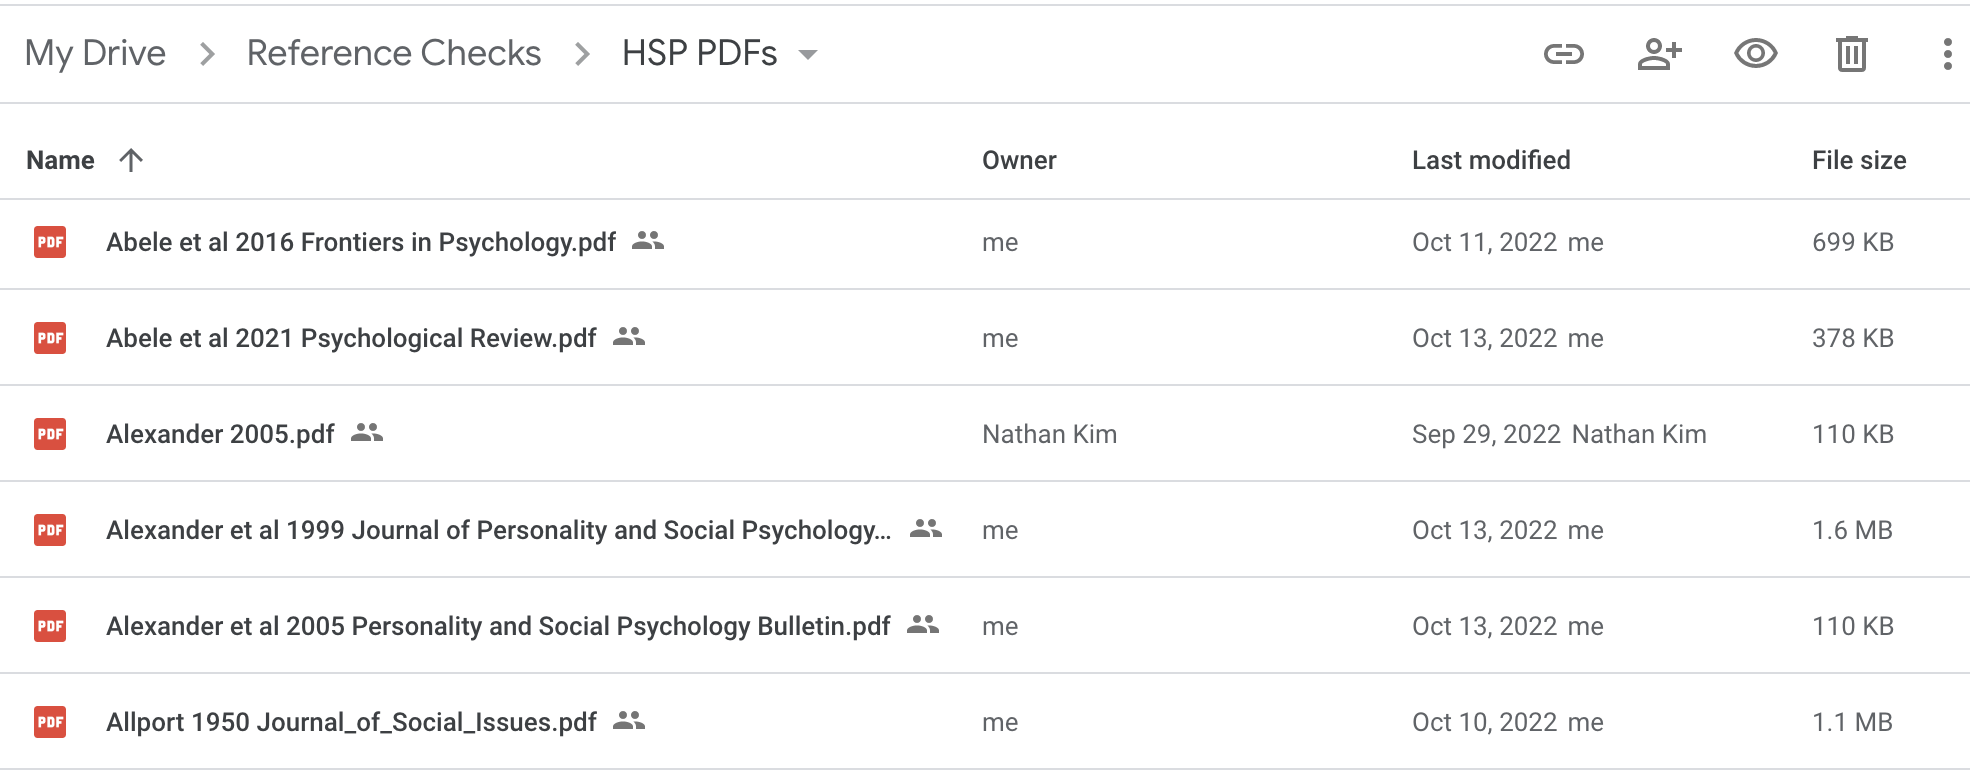 My Drive > Reference Checks > HSP PDFs
Name Owner Last modified File size
PDF Abele et al 2016 Frontiers in Psychology.pdf me Oct 11, 2022 me 699 KB
PDF Abele et al 2021 Psychological Review.pdf me Oct 13, 2022 me 378 KB
PDF Alexander 2005.pdf Nathan Kim Sep 29, 2022 Nathan Kim 110 KB
PDF Alexander et al 1999 Journal of Personality and Social Psychology... me Oct 13, 2022 me 1.6 MB
PDF Alexander et al 2005 Personality and Social Psychology Bulletin.pdf me Oct 13, 2022 me 110 KB
PDF Allport 1950 Journal_of_Social_Issues.pdf me Oct 10, 2022 me 1.1 MB